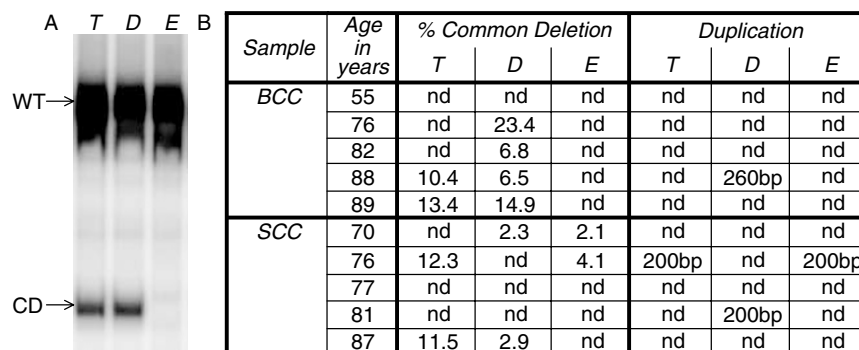 A T D E B
WT
CD
Sample Age in years % Common Deletion Duplication
T D E T D E
BCC 55 nd nd nd nd nd nd
76 nd 23.4 nd nd nd nd
82 nd 6.8 nd nd nd nd
88 10.4 6.5 nd nd 260bp nd
89 13.4 14.9 nd nd nd nd
SCC 70 nd 2.3 2.1 nd nd nd
76 12.3 nd 4.1 200bp nd 200bp
77 nd nd nd nd nd nd
81 nd nd nd nd 200bp nd
87 11.5 2.9 nd nd nd nd